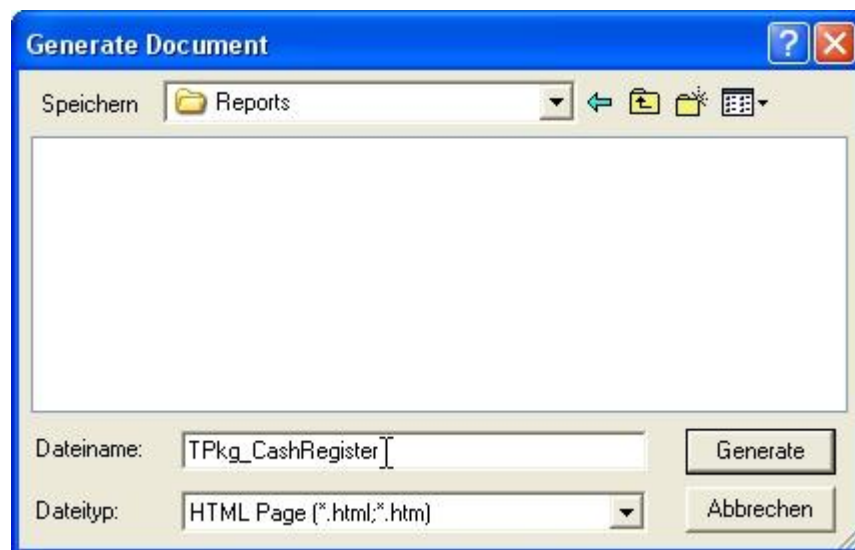 Generate Document
Speichern Reports
Dateiname: TPkg_CashRegister Generate
Dateityp: HTML Page (*.html;*.htm) Abbrechen